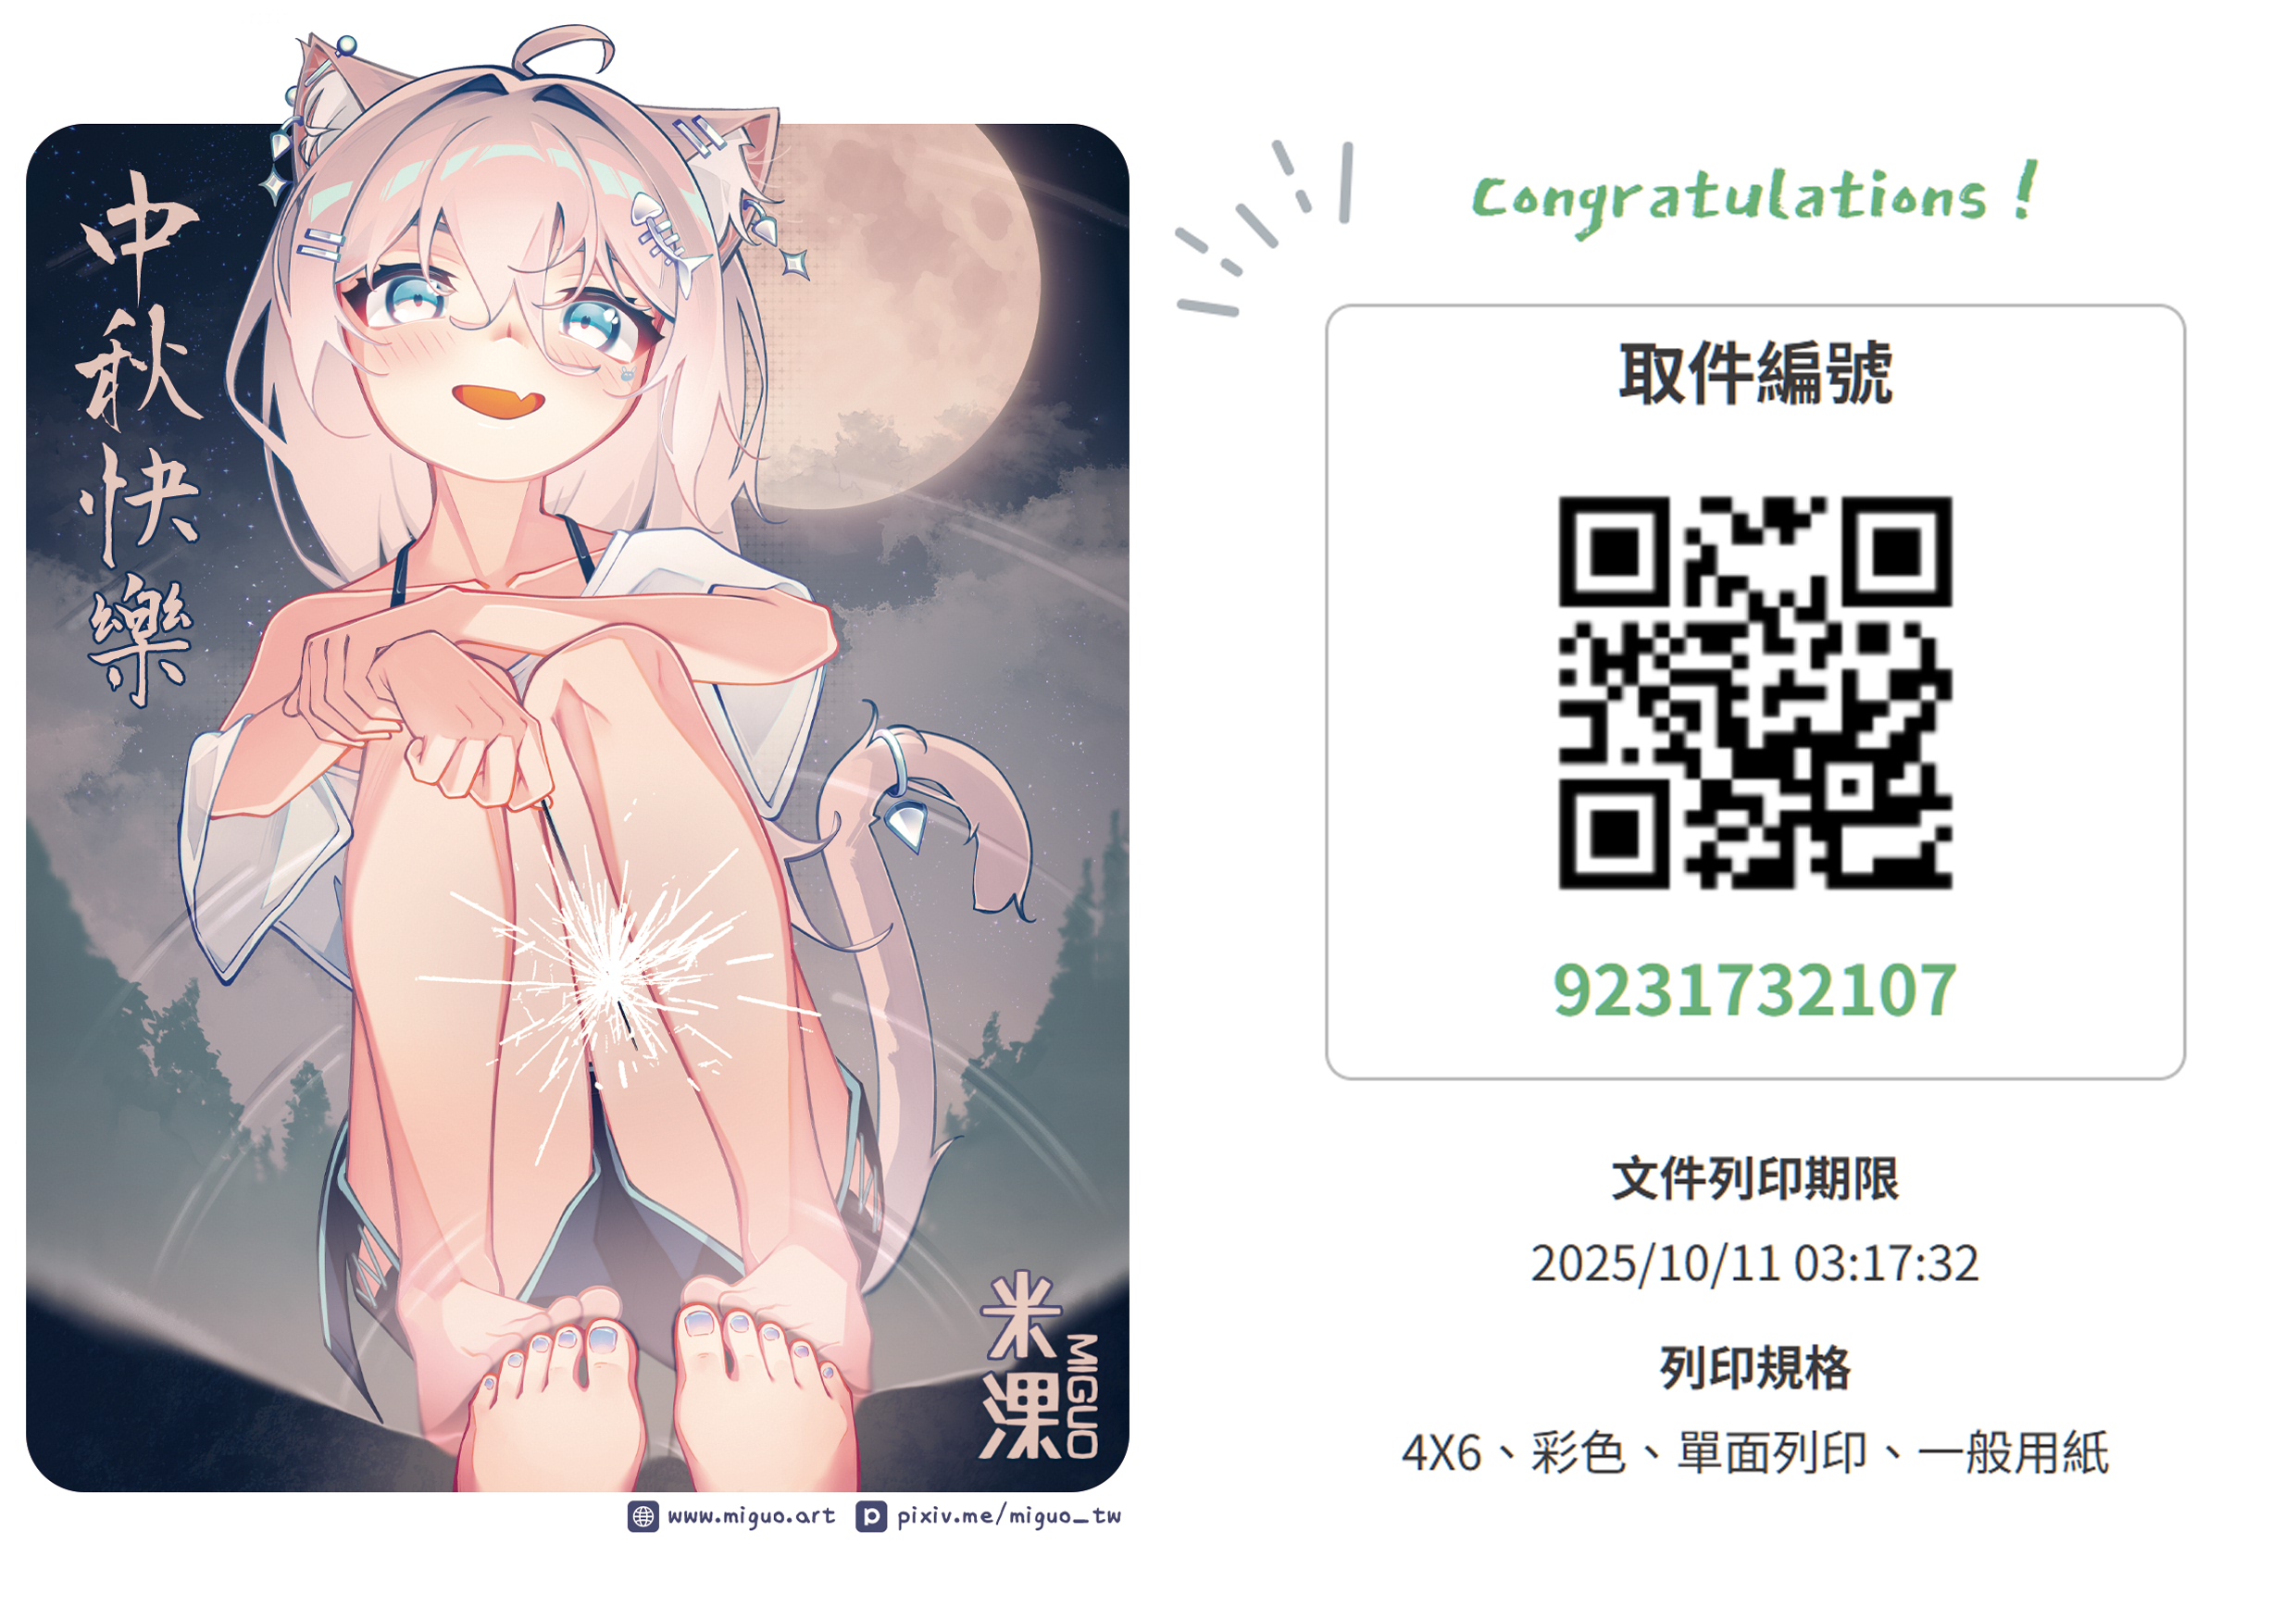 中秋快樂
米淉
MIGUO
www.miguo.art
pixiv.me/miguo_tw
Congratulations!
取件編號
9231732107
文件列印期限
2025/10/11 03:17:32
列印規格
4X6、彩色、單面列印、一般用紙